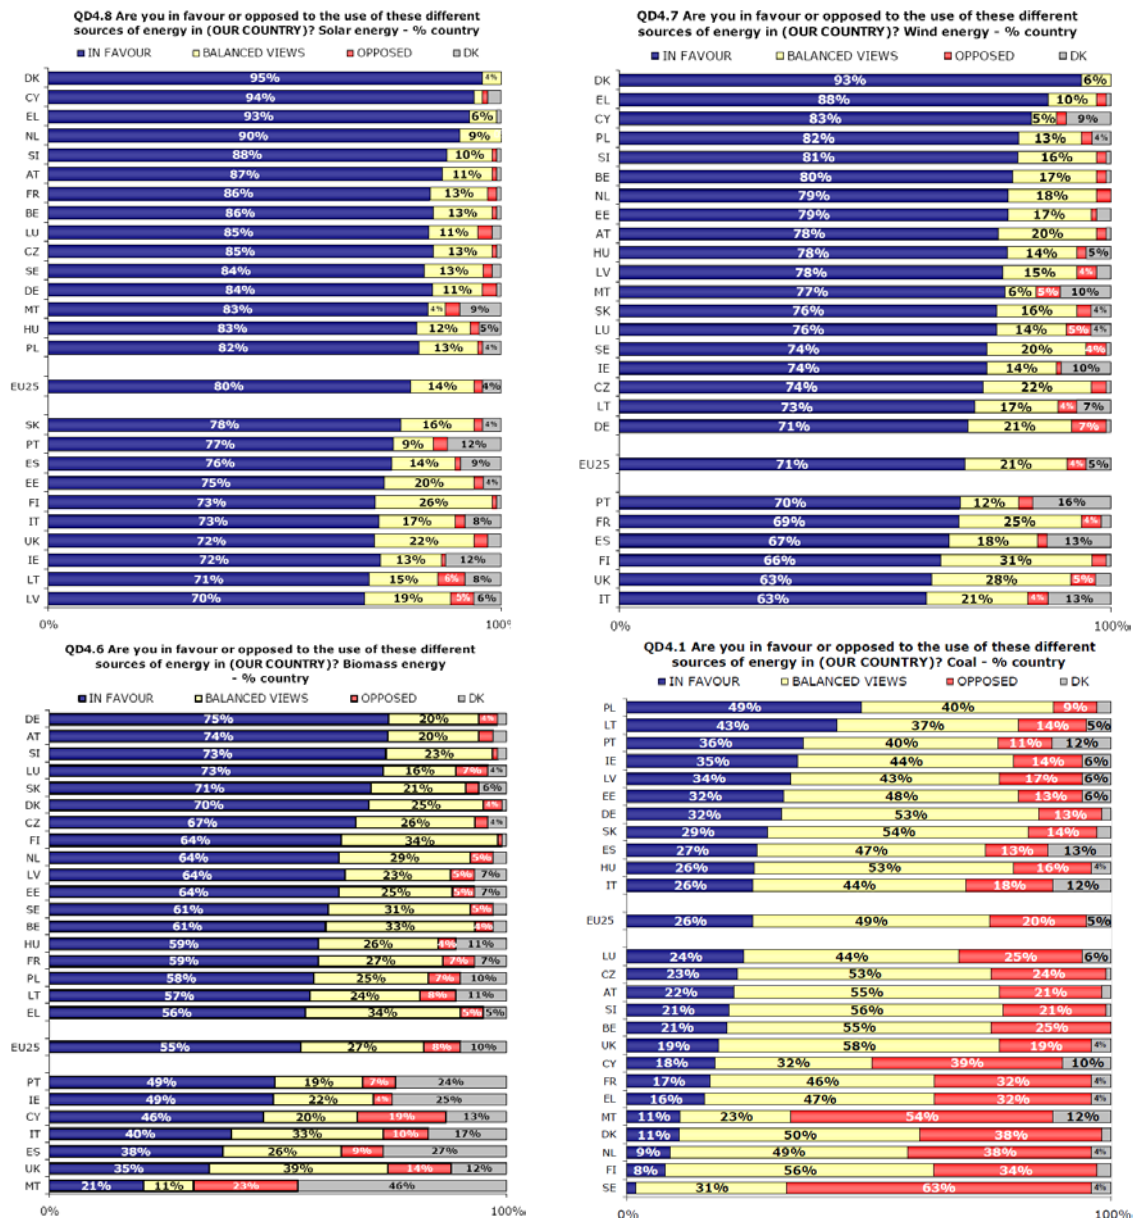 QD4.8 Are you in favour or opposed to the use of these different
sources of energy in (OUR COUNTRY)? Solar energy - % country
IN FAVOUR BALANCED VIEWS OPPOSED DK
DK 95% 4%
CY 94%
EL 93% 6%
NL 90% 9%
SI 88% 10%
AT 87% 11%
FR 86% 13%
BE 86% 13%
LU 85% 11%
CZ 85% 13%
SE 84% 13%
DE 84% 11%
MT 83% 4% 9%
HU 83% 12% 5%
PL 82% 13% 4%
EU25 80% 14% 4%
SK 78% 16% 4%
PT 77% 9% 12%
ES 76% 14% 9%
EE 75% 20% 4%
FI 73% 26%
IT 73% 17% 8%
UK 72% 22%
IE 72% 13% 12%
LT 71% 15% 6% 8%
LV 70% 19% 5% 6%
0% 100%
QD4.7 Are you in favour or opposed to the use of these different
sources of energy in (OUR COUNTRY)? Wind energy - % country
IN FAVOUR BALANCED VIEWS OPPOSED DK
DK 93% 6%
EL 88% 10%
CY 83% 5% 9%
PL 82% 13% 4%
SI 81% 16%
BE 80% 17%
NL 79% 18%
EE 79% 17%
AT 78% 20%
HU 78% 14% 5%
LV 78% 15% 4%
MT 77% 6% 5% 10%
SK 76% 16% 4%
LU 76% 14% 5% 4%
SE 74% 20% 4%
IE 74% 14% 10%
CZ 74% 22%
LT 73% 17% 4% 7%
DE 71% 21% 7%
EU25 71% 21% 4% 5%
PT 70% 12% 16%
FR 69% 25% 4%
ES 67% 18% 13%
FI 66% 31%
UK 63% 28% 5%
IT 63% 21% 4% 13%
0% 100%
QD4.6 Are you in favour or opposed to the use of these different
sources of energy in (OUR COUNTRY)? Biomass energy
- % country
IN FAVOUR BALANCED VIEWS OPPOSED DK
DE 75% 20% 4%
AT 74% 20%
SI 73% 23%
LU 73% 16% 7% 4%
SK 71% 21% 6%
DK 70% 25% 4%
CZ 67% 26% 4%
FI 64% 34%
NL 64% 29% 5%
LV 64% 23% 5% 7%
EE 64% 25% 5% 7%
SE 61% 31% 5%
BE 61% 33% 4%
HU 59% 26% 4% 11%
FR 59% 27% 7% 7%
PL 58% 25% 7% 10%
LT 57% 24% 8% 11%
EL 56% 34% 5% 5%
EU25 55% 27% 8% 10%
PT 49% 19% 7% 24%
IE 49% 22% 4% 25%
CY 46% 20% 19% 13%
IT 40% 33% 10% 17%
ES 38% 26% 9% 27%
UK 35% 39% 14% 12%
MT 21% 11% 23% 46%
0% 100%
QD4.1 Are you in favour or opposed to the use of these different
sources of energy in (OUR COUNTRY)? Coal - % country
IN FAVOUR BALANCED VIEWS OPPOSED DK
PL 49% 40% 9%
LT 43% 37% 14% 5%
PT 36% 40% 11% 12%
IE 35% 44% 14% 6%
LV 34% 43% 17% 6%
EE 32% 48% 13% 6%
DE 32% 53% 13%
SK 29% 54% 14%
ES 27% 47% 13% 13%
HU 26% 53% 16% 4%
IT 26% 44% 18% 12%
EU25 26% 49% 20% 5%
LU 24% 44% 25% 6%
CZ 23% 53% 24%
AT 22% 55% 21%
SI 21% 56% 21%
BE 21% 55% 25%
UK 19% 58% 19% 4%
CY 18% 32% 39% 10%
FR 17% 46% 32% 4%
EL 16% 47% 32% 4%
MT 11% 23% 54% 12%
DK 11% 50% 38%
NL 9% 49% 38% 4%
FI 8% 56% 34%
SE 31% 63% 4%
0% 100%